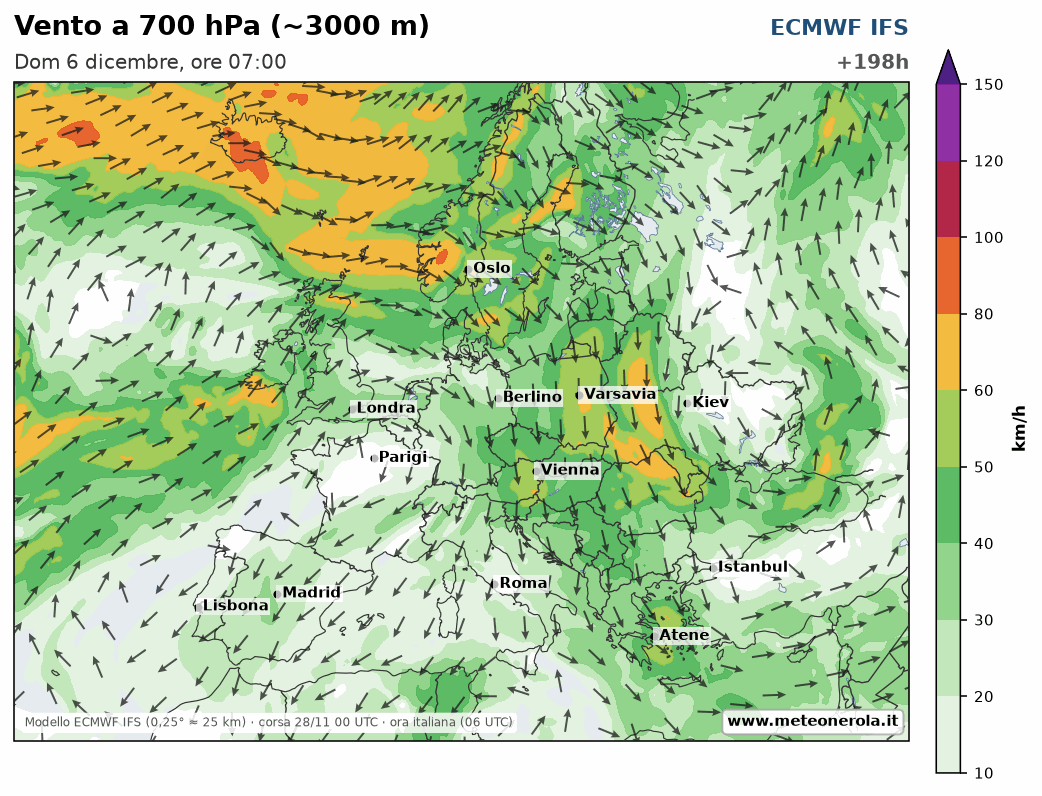 Vento a 700 hPa (~3000 m)
ECMWF IFS
Dom 6 dicembre, ore 07:00
+198h
150
120
100
80
60
50
40
30
20
10
km/h
Oslo
Berlino
Varsavia
Kiev
Londra
Parigi
Vienna
Istanbul
Roma
Madrid
Lisbona
Atene
Modello ECMWF IFS (0,25° ≈ 25 km) · corsa 28/11 00 UTC · ora italiana (06 UTC)
www.meteonerola.it